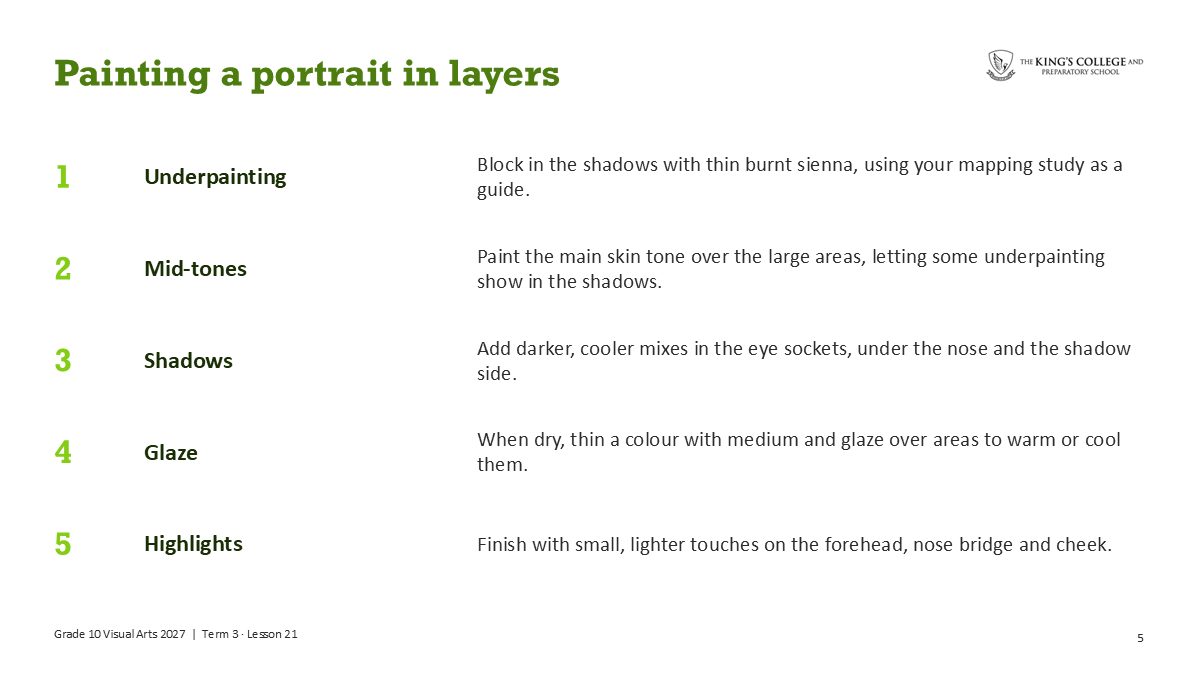 Painting a portrait in layers
THE KING'S COLLEGE AND
PREPARATORY SCHOOL
1
Underpainting
Block in the shadows with thin burnt sienna, using your mapping study as a
guide.
2
Mid-tones
Paint the main skin tone over the large areas, letting some underpainting
show in the shadows.
3
Shadows
Add darker, cooler mixes in the eye sockets, under the nose and the shadow
side.
4
Glaze
When dry, thin a colour with medium and glaze over areas to warm or cool
them.
5
Highlights
Finish with small, lighter touches on the forehead, nose bridge and cheek.
Grade 10 Visual Arts 2027 | Term 3 · Lesson 21
5